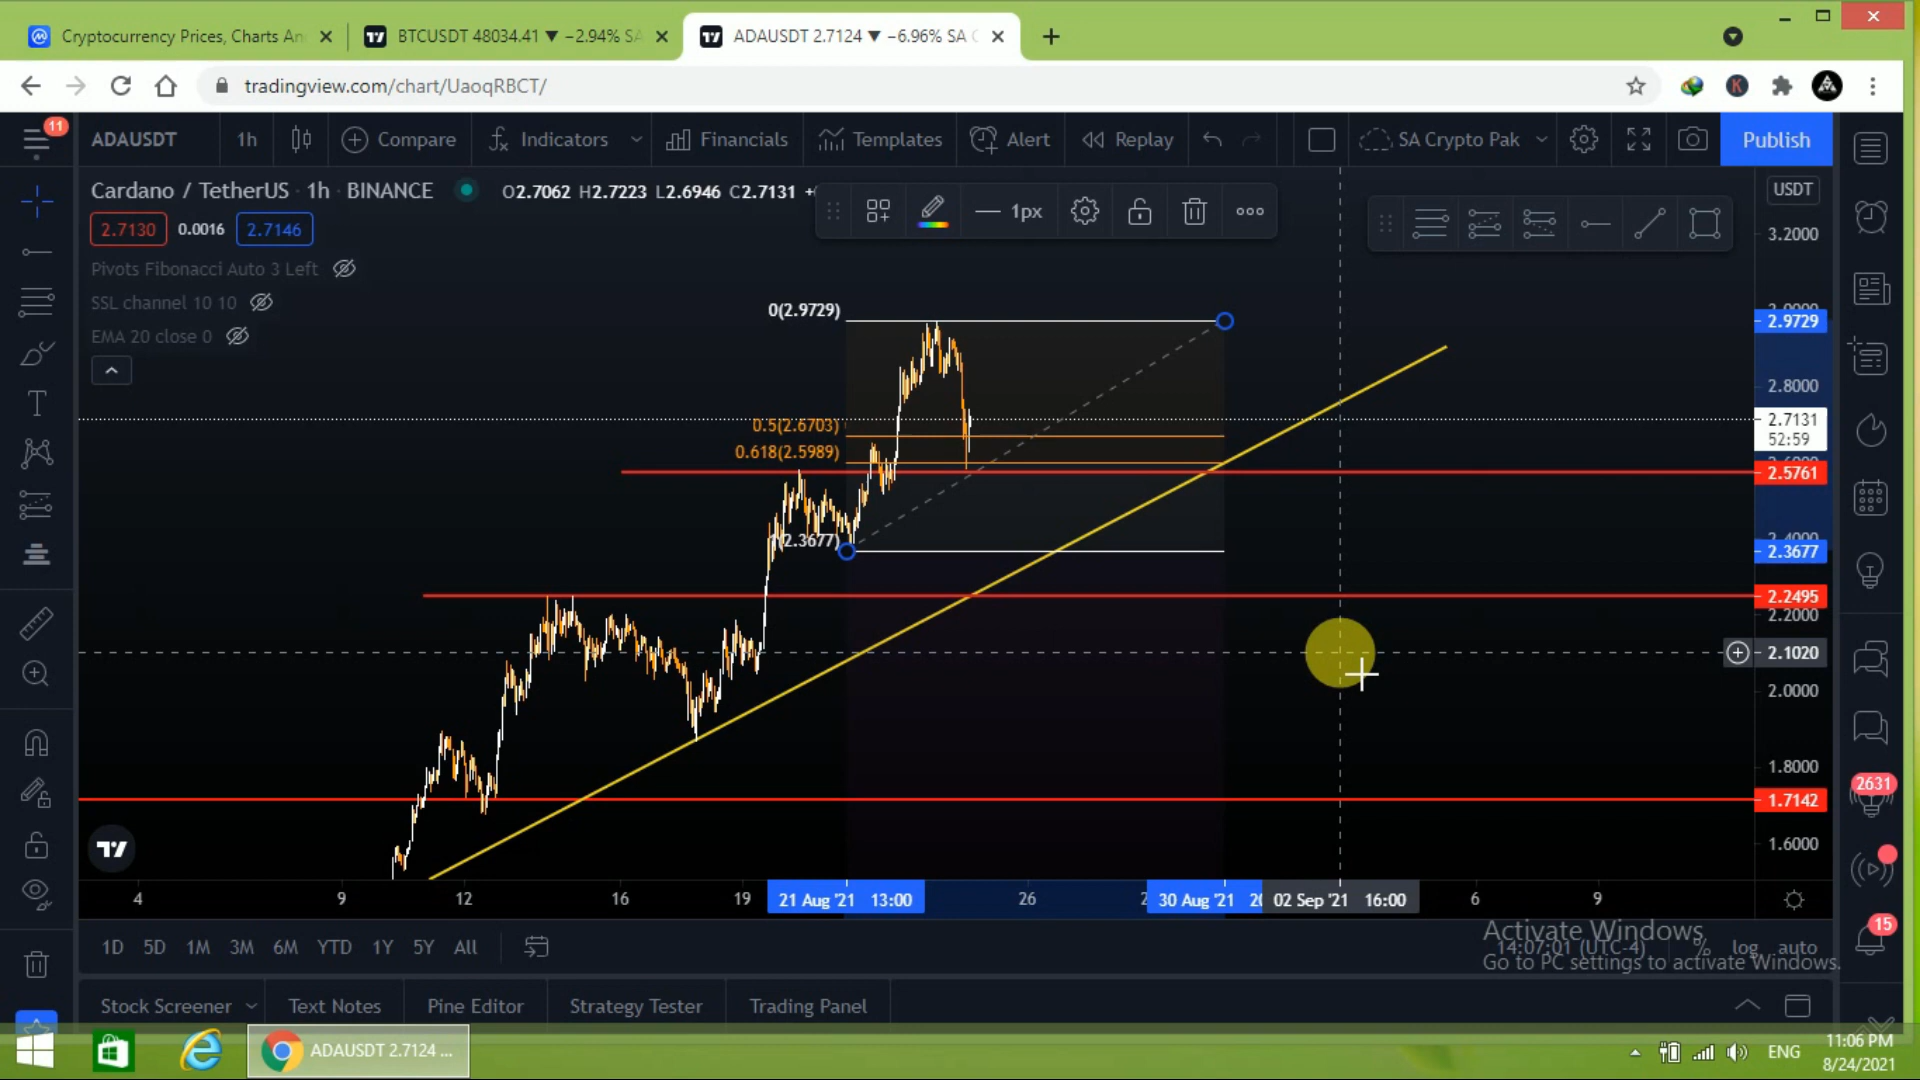 Cryptocurrency Prices, Charts An
BTCUSDT 48034.41 ▼ −2.94% SA
ADAUSDT 2.7124 ▼ −6.96% SA C
tradingview.com/chart/UaoqRBCT/
11
ADAUSDT
1h
Compare
Indicators
Financials
Templates
Alert
Replay
SA Crypto Pak
Publish
Cardano / TetherUS · 1h · BINANCE
O2.7062 H2.7223 L2.6946 C2.7131
1px
USDT
2.7130
0.0016
2.7146
Pivots Fibonacci Auto 3 Left
SSL channel 10 10
EMA 20 close 0
0(2.9729)
0.5(2.6703)
0.618(2.5989)
(2.3677)
3.2000
2.9729
2.8000
2.7131
52:59
2.5761
2.3677
2.2495
2.2000
2.1020
2.0000
1.8000
1.7142
1.6000
4
9
12
16
19
21 Aug '21 13:00
26
30 Aug '21
02 Sep '21 16:00
6
9
2631
15
1D
5D
1M
3M
6M
YTD
1Y
5Y
All
14:07:01 (UTC-4)
%
log
auto
Activate Windows
Go to PC settings to activate Windows.
Stock Screener
Text Notes
Pine Editor
Strategy Tester
Trading Panel
ADAUSDT 2.7124 ...
ENG
11:06 PM
8/24/2021